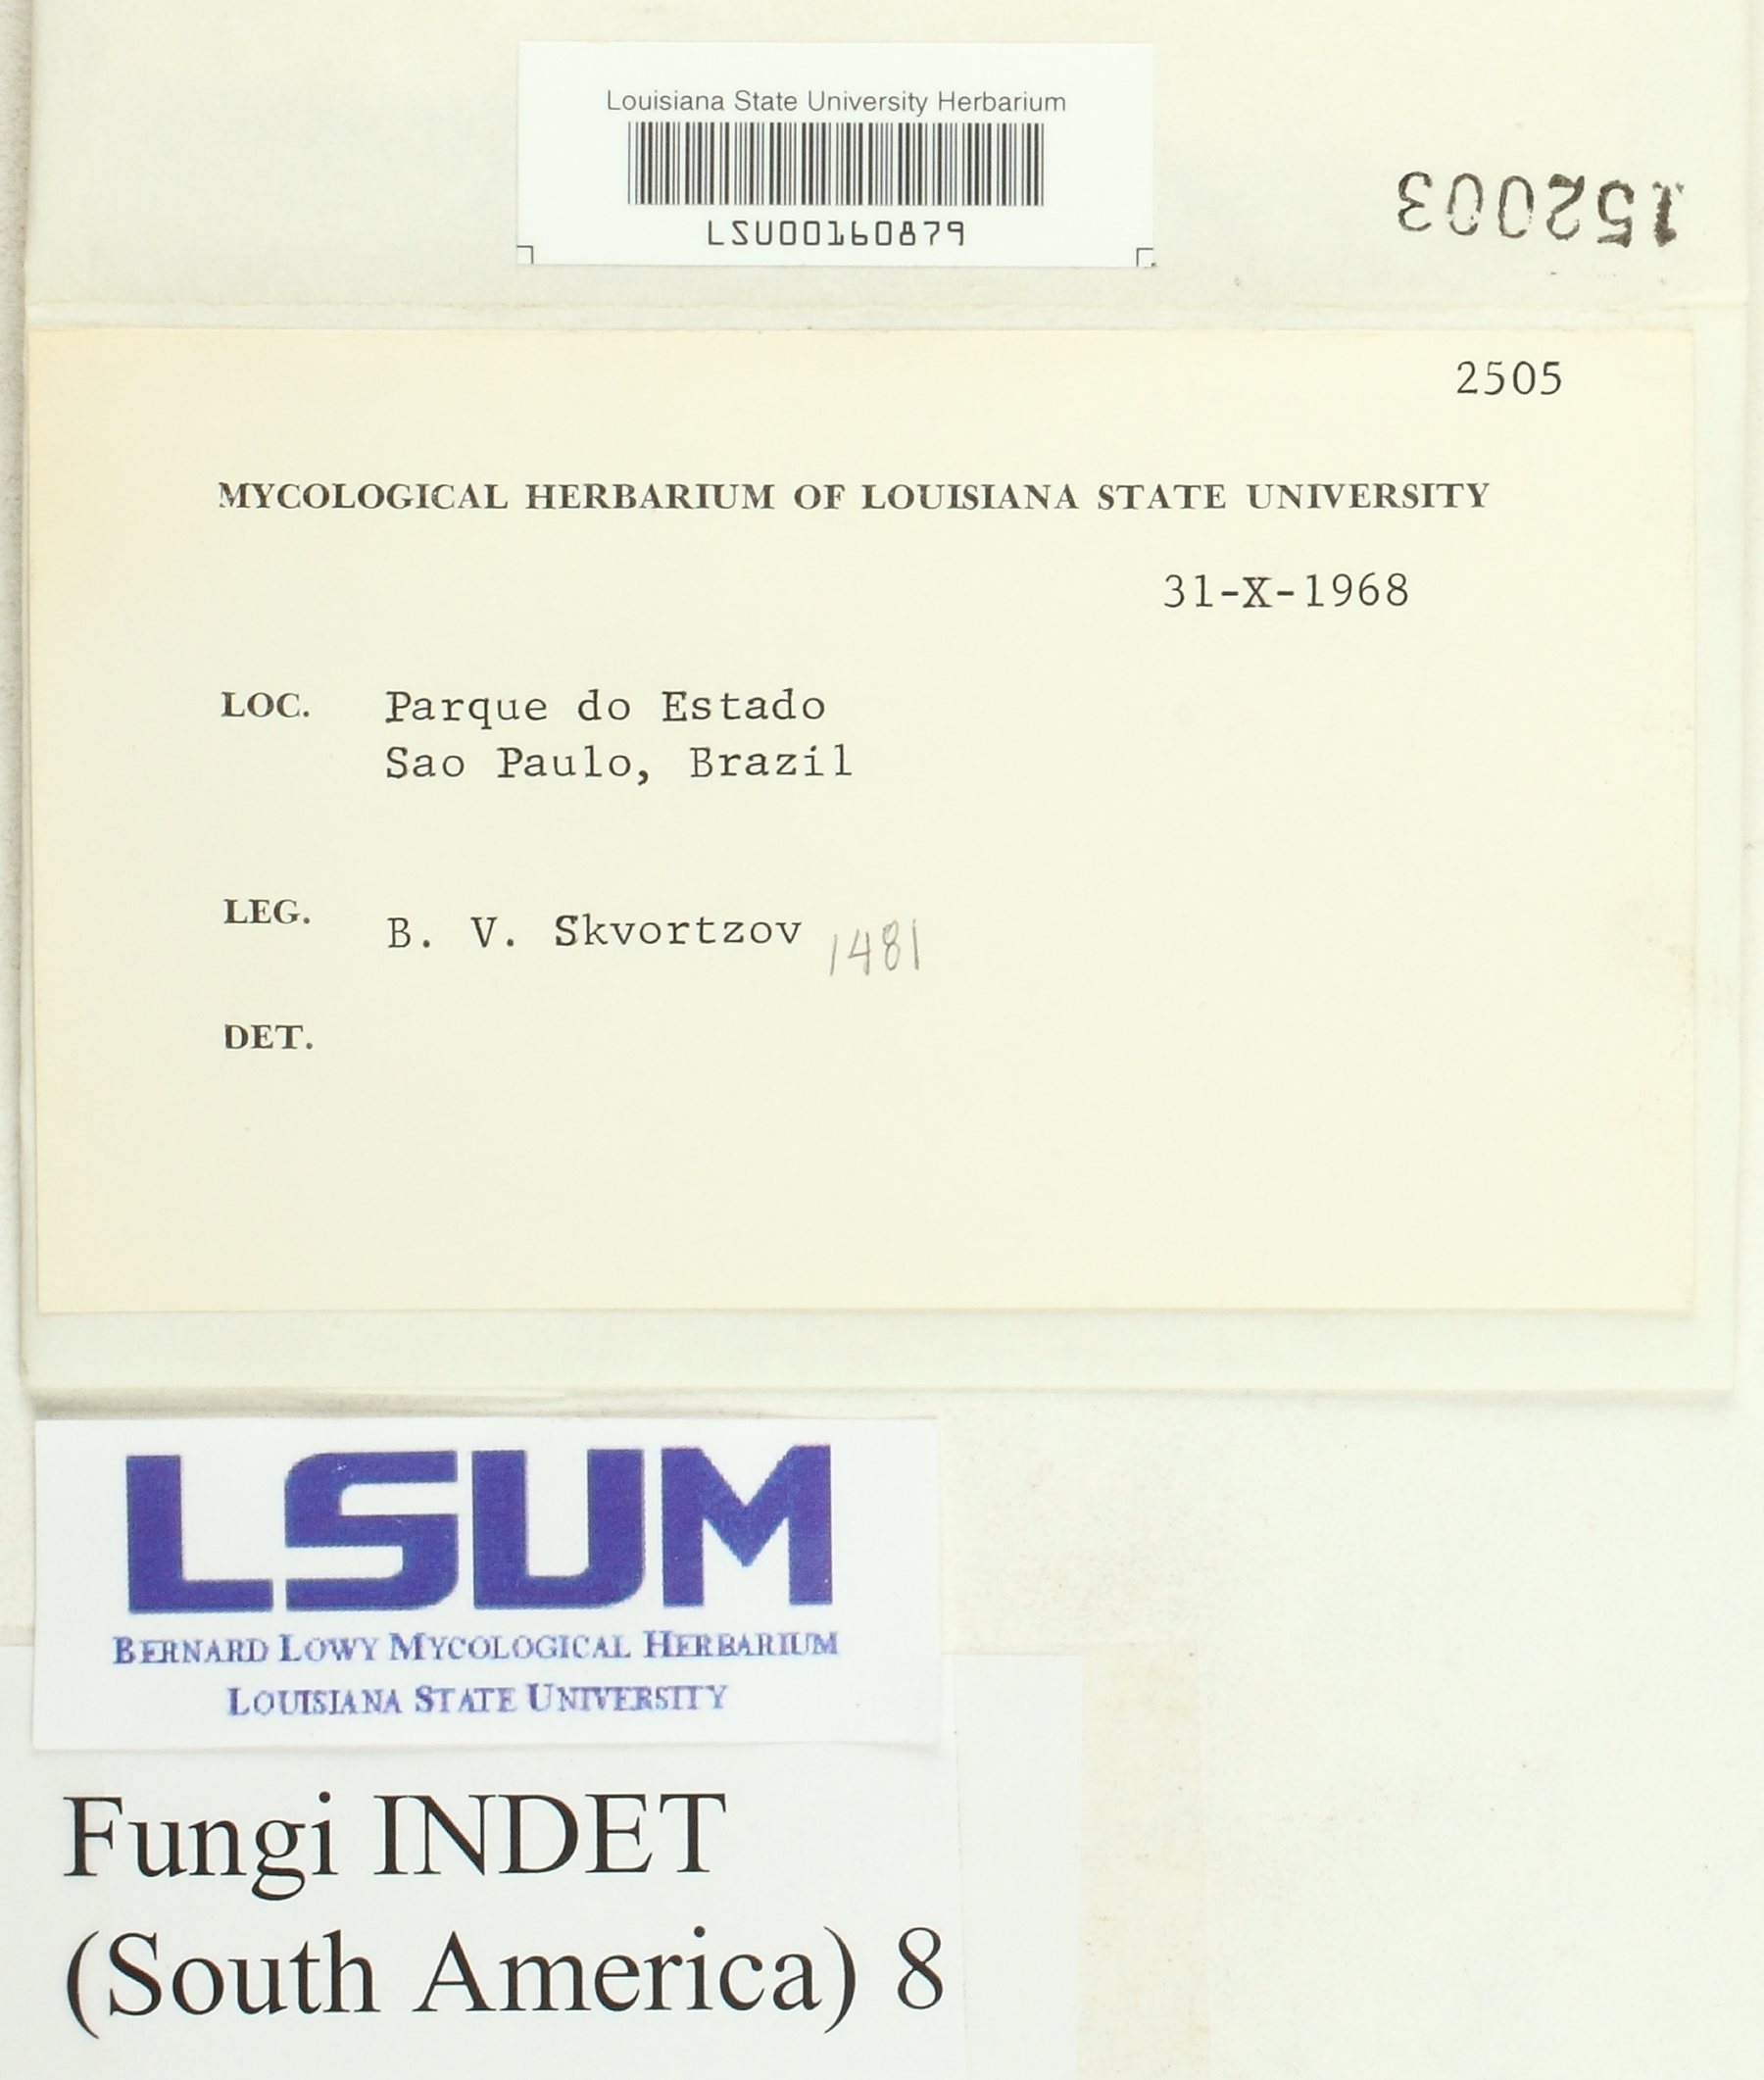 Louisiana State University Herbarium
LSU00160879
152003
2505
MYCOLOGICAL HERBARIUM OF LOUISIANA STATE UNIVERSITY
31-X-1968
LOC. Parque do Estado
Sao Paulo, Brazil
LEG. B. V. Skvortzov 1481
DET.
LSUM
BERNARD LOWY MYCOLOGICAL HERBARIUM
LOUISIANA STATE UNIVERSITY
Fungi INDET
(South America) 8